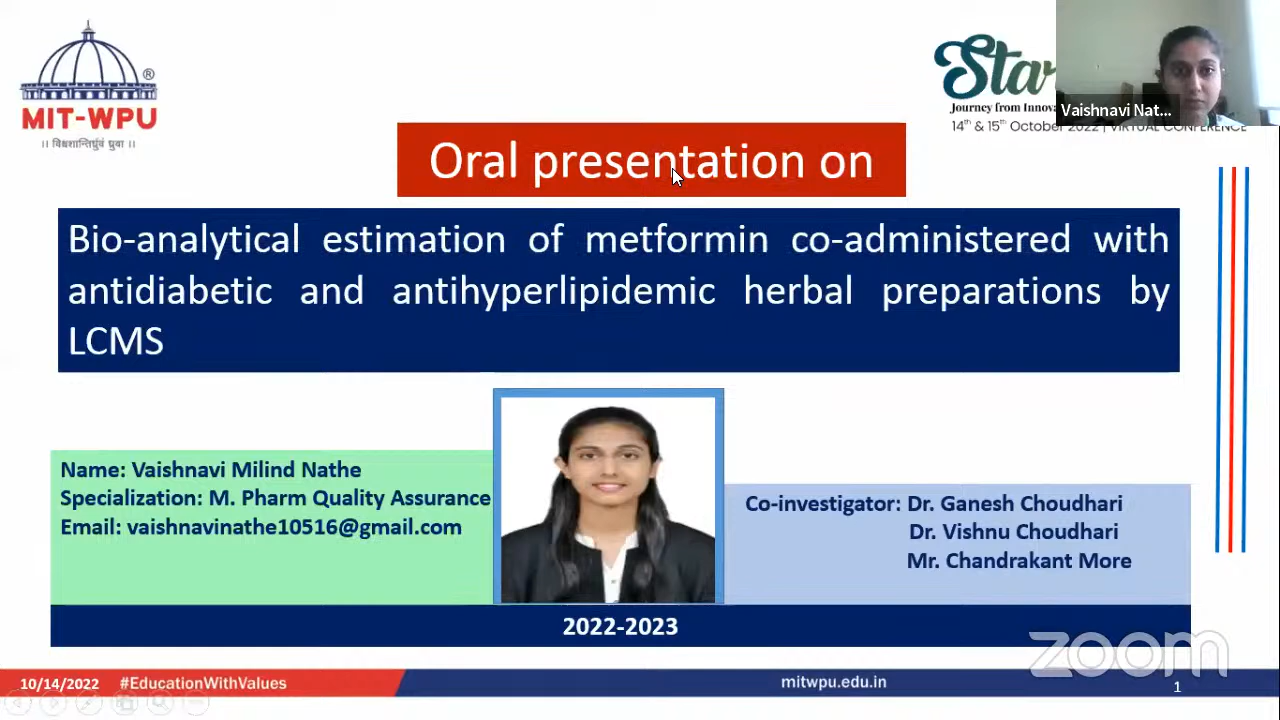 MIT-WPU
®
Journey from Innova
14th & 15th October 2022 | VIRTUAL CONFERENCE
Vaishnavi Nat...
Oral presentation on
Bio-analytical estimation of metformin co-administered with
antidiabetic and antihyperlipidemic herbal preparations by
LCMS
Name: Vaishnavi Milind Nathe
Specialization: M. Pharm Quality Assurance
Email: vaishnavinathe10516@gmail.com
Co-investigator: Dr. Ganesh Choudhari
Dr. Vishnu Choudhari
Mr. Chandrakant More
2022-2023
zoom
10/14/2022
#EducationWithValues
mitwpu.edu.in
1